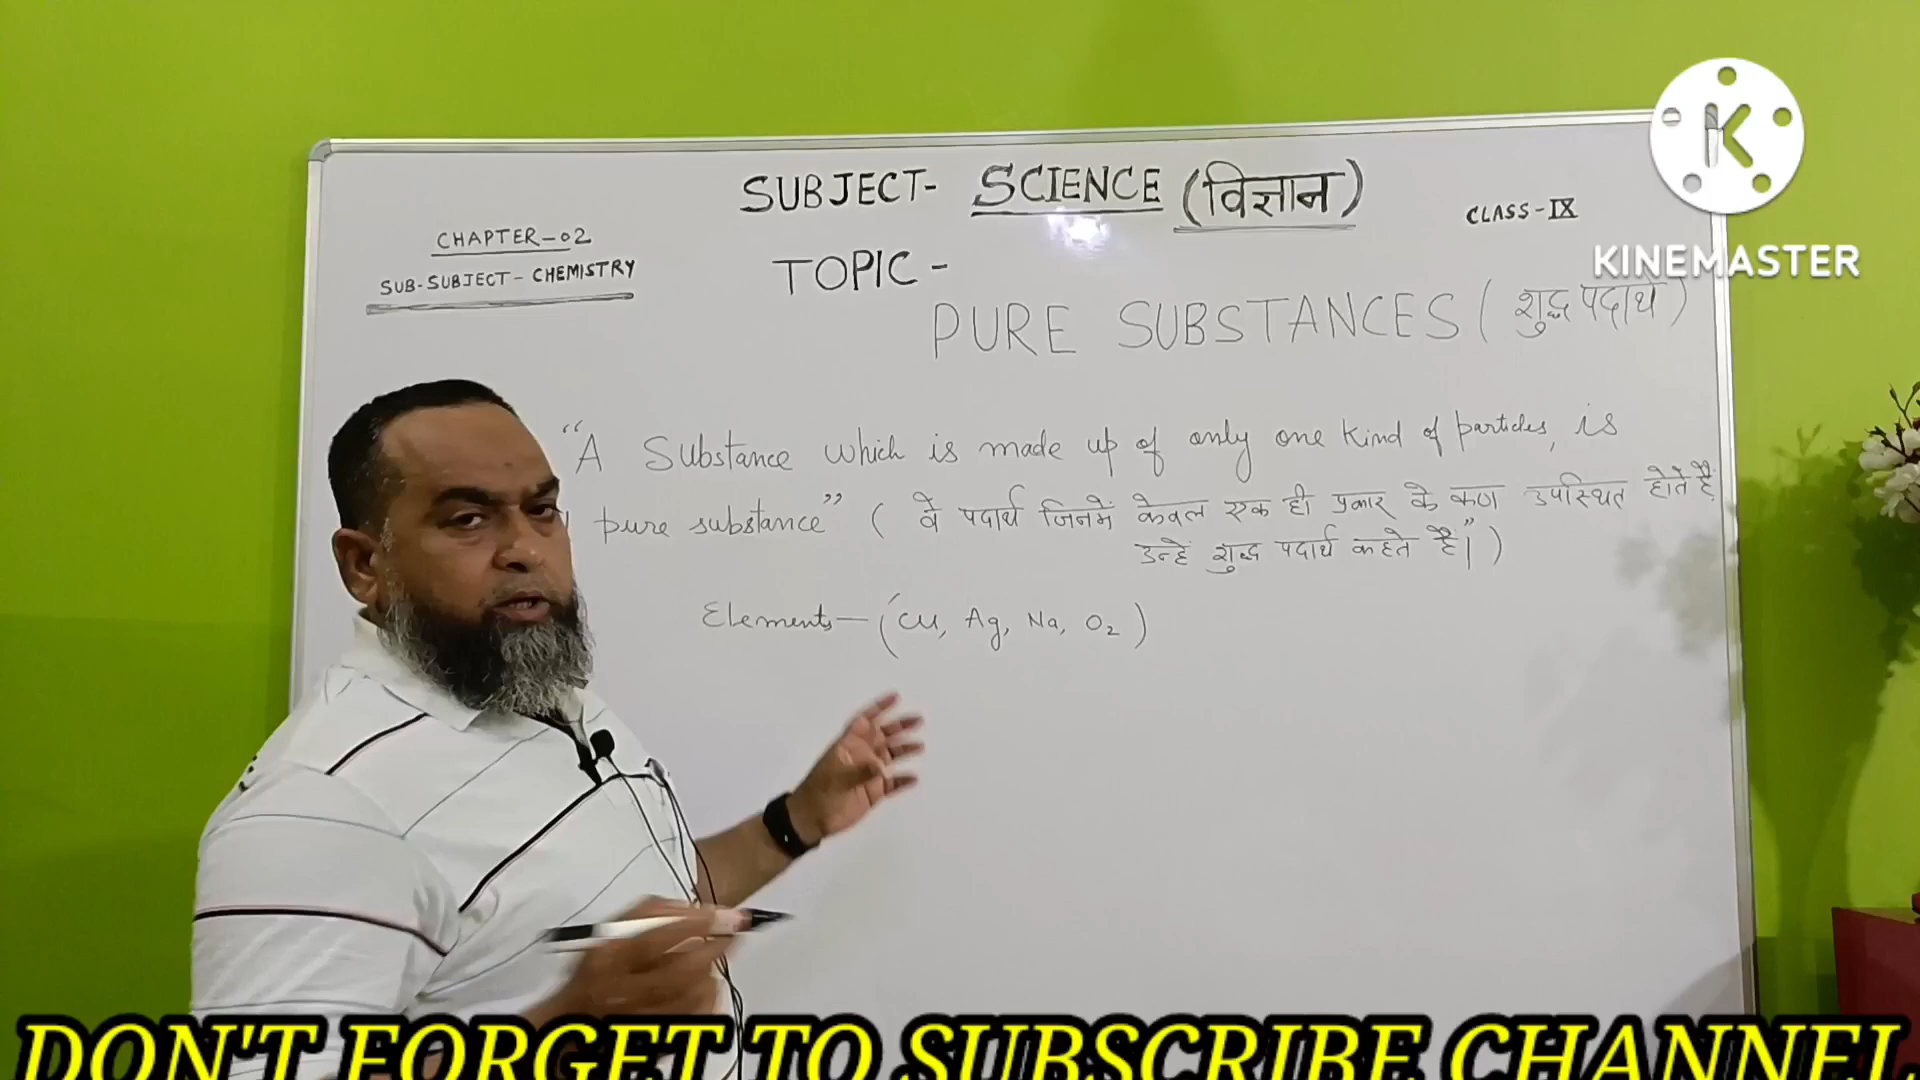 SUBJECT- SCIENCE (विज्ञान)
CLASS-IX
CHAPTER-02
SUB-SUBJECT- CHEMISTRY
TOPIC-
PURE SUBSTANCES (शुद्ध पदार्थ)
"A Substance which is made up of only one kind of particles, is
pure substance" ( वे पदार्थ जिनमें केवल एक ही प्रकार के कण उपस्थित होते हैं
उन्हें शुद्ध पदार्थ कहते हैं।")
Elements- (Cu, Ag, Na, O₂)
K
KINEMASTER
DON'T FORGET TO SUBSCRIBE CHANNEL